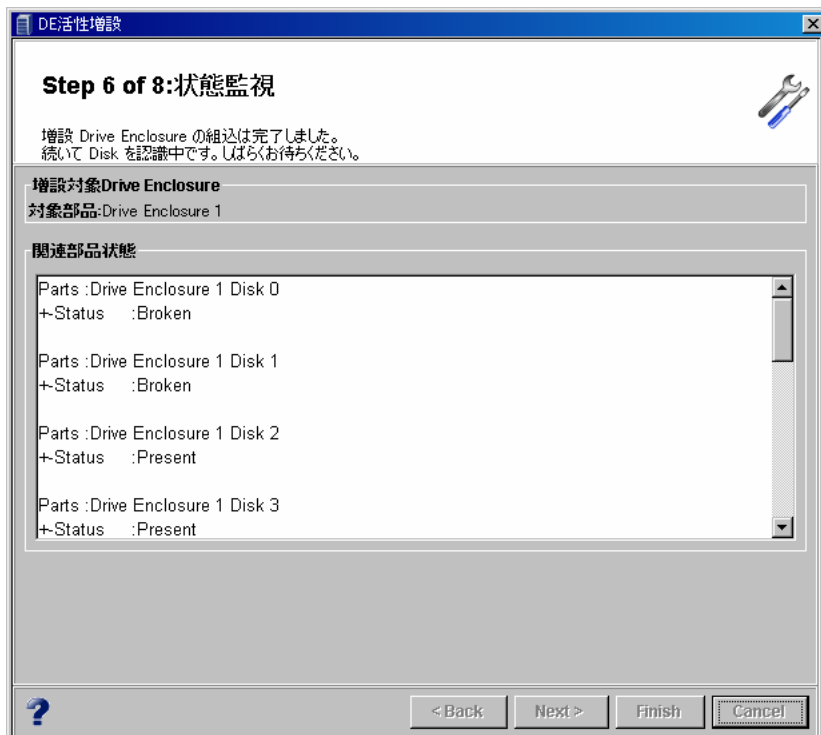 DE活性増設
Step 6 of 8:状態監視
増設 Drive Enclosure の組込は完了しました。
続いて Disk を認識中です。しばらくお待ちください。
増設対象Drive Enclosure
対象部品:Drive Enclosure 1
関連部品状態
Parts :Drive Enclosure 1 Disk 0
+-Status :Broken
Parts :Drive Enclosure 1 Disk 1
+-Status :Broken
Parts :Drive Enclosure 1 Disk 2
+-Status :Present
Parts :Drive Enclosure 1 Disk 3
+-Status :Present
?
< Back Next > Finish Cancel